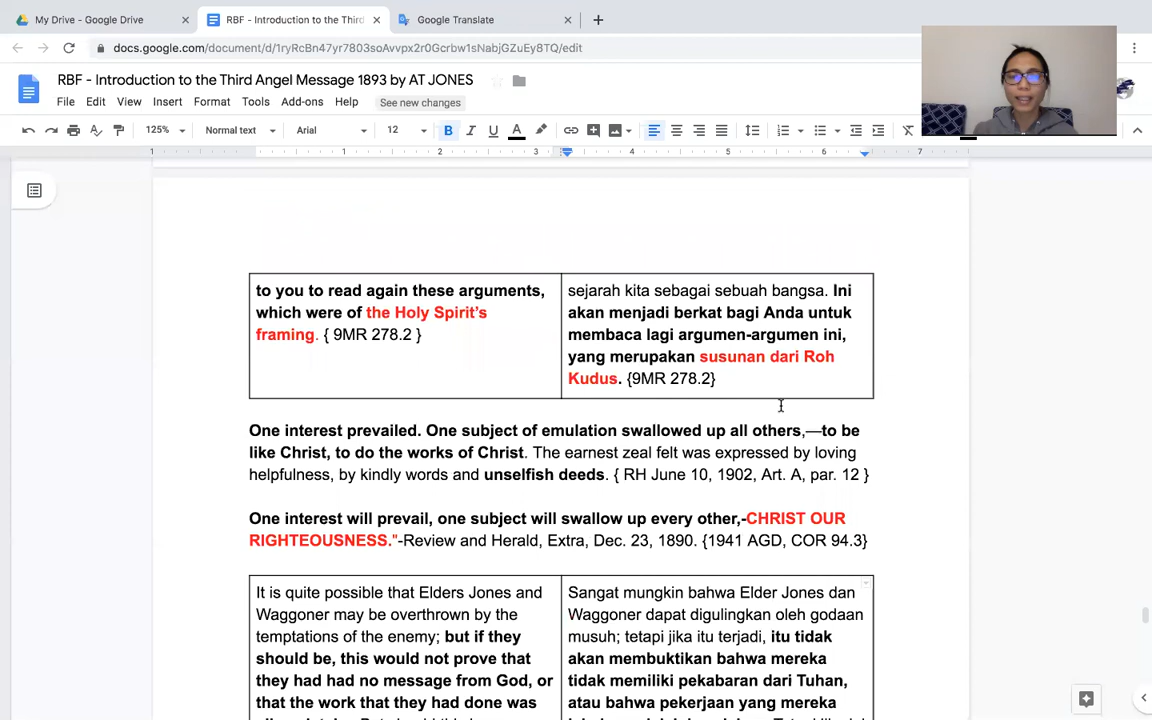 My Drive - Google Drive
RBF - Introduction to the Third
Google Translate
docs.google.com/document/d/1ryRcBn47yr7803soAvvpx2r0Gcrbw1sNabjGZuEy8TQ/edit
RBF - Introduction to the Third Angel Message 1893 by AT JONES
File Edit View Insert Format Tools Add-ons Help See new changes
125% Normal text Arial 12
1 1 2 3 4 5 6 7
to you to read again these arguments,
which were of the Holy Spirit's
framing. { 9MR 278.2 }
sejarah kita sebagai sebuah bangsa. Ini
akan menjadi berkat bagi Anda untuk
membaca lagi argumen-argumen ini,
yang merupakan susunan dari Roh
Kudus. {9MR 278.2}
One interest prevailed. One subject of emulation swallowed up all others,—to be
like Christ, to do the works of Christ. The earnest zeal felt was expressed by loving
helpfulness, by kindly words and unselfish deeds. { RH June 10, 1902, Art. A, par. 12 }
One interest will prevail, one subject will swallow up every other,-CHRIST OUR
RIGHTEOUSNESS."-Review and Herald, Extra, Dec. 23, 1890. {1941 AGD, COR 94.3}
It is quite possible that Elders Jones and
Waggoner may be overthrown by the
temptations of the enemy; but if they
should be, this would not prove that
they had had no message from God, or
that the work that they had done was
Sangat mungkin bahwa Elder Jones dan
Waggoner dapat digulingkan oleh godaan
musuh; tetapi jika itu terjadi, itu tidak
akan membuktikan bahwa mereka
tidak memiliki pekabaran dari Tuhan,
atau bahwa pekerjaan yang mereka